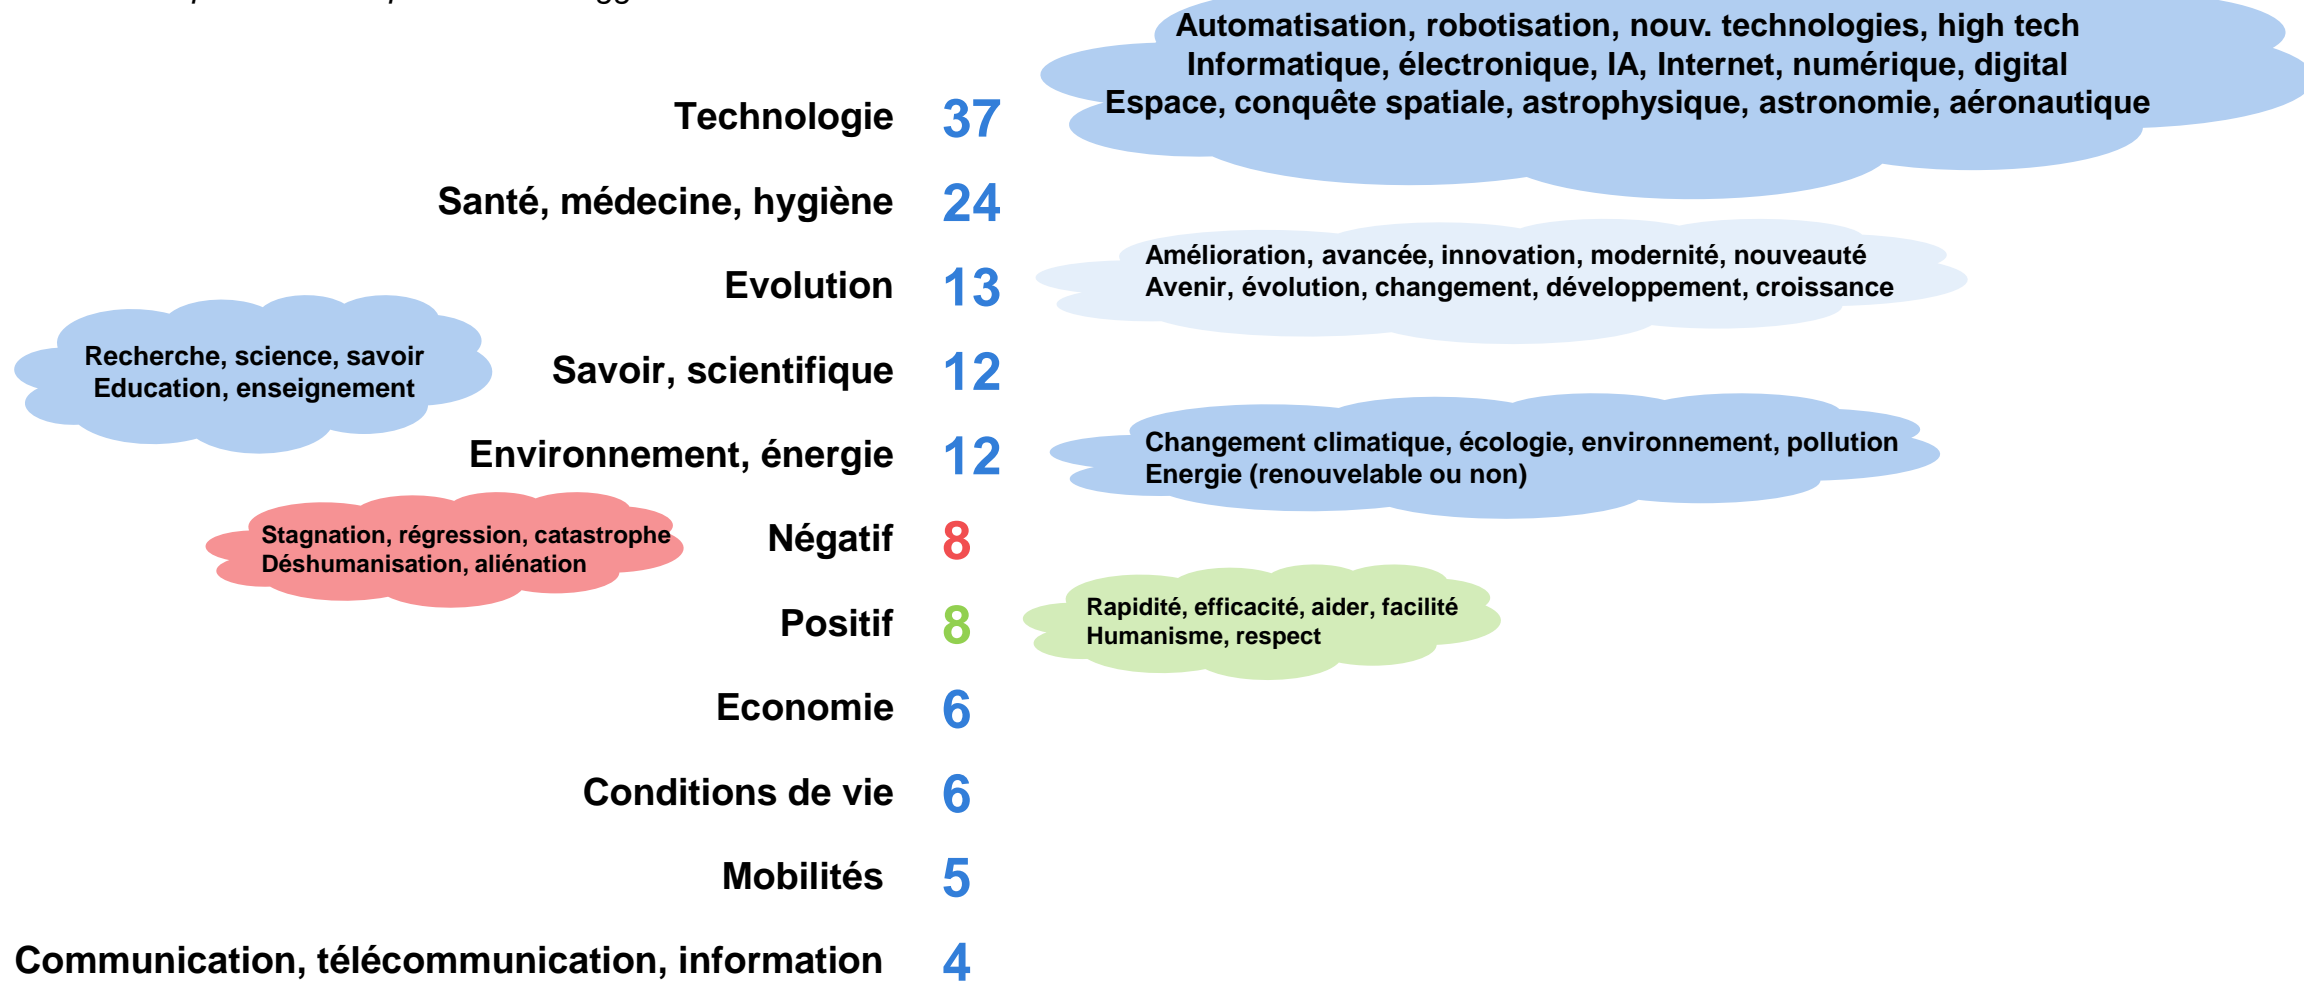 Automatisation, robotisation, nouv. technologies, high tech
Informatique, électronique, IA, Internet, numérique, digital
Espace, conquête spatiale, astrophysique, astronomie, aéronautique
Technologie 37
Santé, médecine, hygiène 24
Amélioration, avancée, innovation, modernité, nouveauté
Avenir, évolution, changement, développement, croissance
Evolution 13
Recherche, science, savoir
Education, enseignement
Savoir, scientifique 12
Environnement, énergie 12
Changement climatique, écologie, environnement, pollution
Energie (renouvelable ou non)
Stagnation, régression, catastrophe
Déshumanisation, aliénation
Négatif 8
Positif 8
Rapidité, efficacité, aider, facilité
Humanisme, respect
Economie 6
Conditions de vie 6
Mobilités 5
Communication, télécommunication, information 4